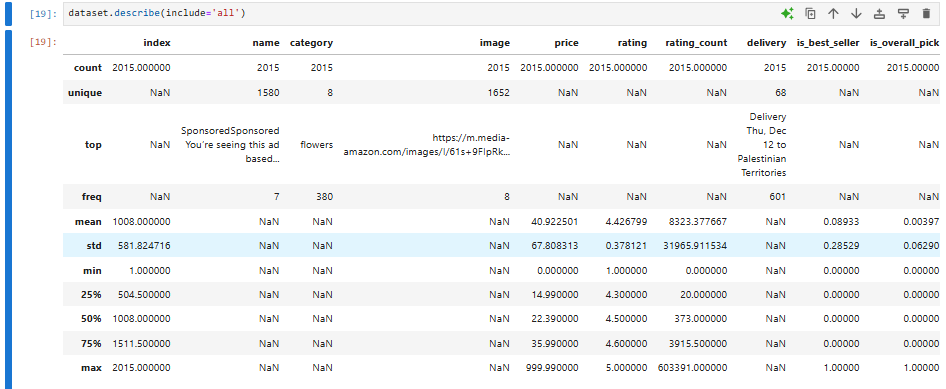 [19]: dataset.describe(include='all')
[19]:
index name category image price rating rating_count delivery is_best_seller is_overall_pick
count 2015.000000 2015 2015 2015 2015.000000 2015.000000 2015.000000 2015 2015.00000 2015.00000
unique NaN 1580 8 1652 NaN NaN NaN 68 NaN NaN
top NaN SponsoredSponsored You're seeing this ad based... flowers https://m.media-amazon.com/images/I/61s+9FlpRk... NaN NaN NaN Delivery Thu, Dec 12 to Palestinian Territories NaN NaN
freq NaN 7 380 8 NaN NaN NaN 601 NaN NaN
mean 1008.000000 NaN NaN NaN 40.922501 4.426799 8323.377667 NaN 0.08933 0.00397
std 581.824716 NaN NaN NaN 67.808313 0.378121 31965.911534 NaN 0.28529 0.06290
min 1.000000 NaN NaN NaN 0.000000 1.000000 0.000000 NaN 0.00000 0.00000
25% 504.500000 NaN NaN NaN 14.990000 4.300000 20.000000 NaN 0.00000 0.00000
50% 1008.000000 NaN NaN NaN 22.390000 4.500000 373.000000 NaN 0.00000 0.00000
75% 1511.500000 NaN NaN NaN 35.990000 4.600000 3915.500000 NaN 0.00000 0.00000
max 2015.000000 NaN NaN NaN 999.990000 5.000000 603391.000000 NaN 1.00000 1.00000